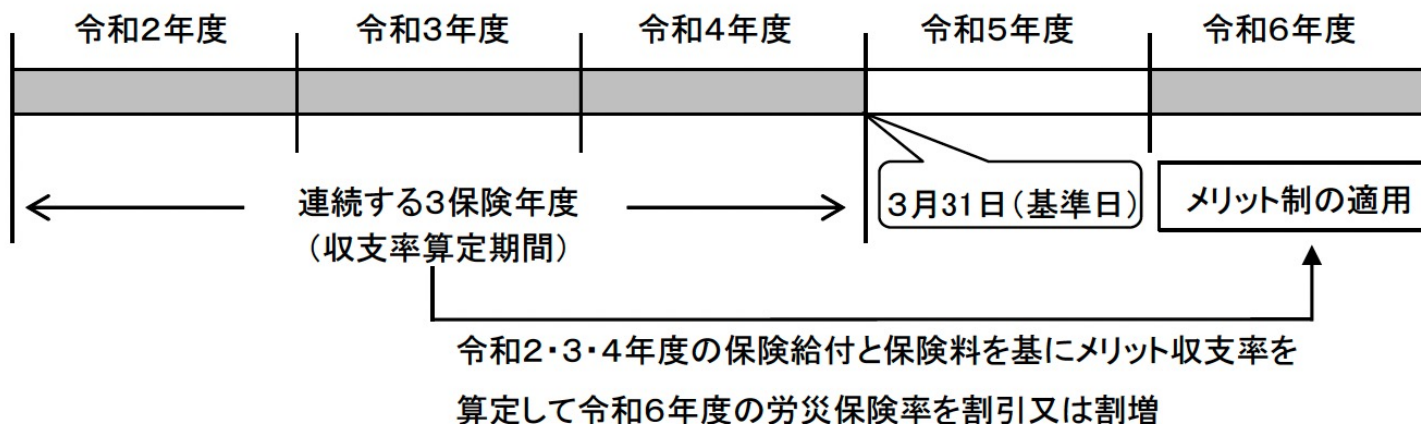 令和2年度 令和3年度 令和4年度 令和5年度 令和6年度
連続する3保険年度
(収支率算定期間)
3月31日(基準日)
メリット制の適用
令和2・3・4年度の保険給付と保険料を基にメリット収支率を
算定して令和6年度の労災保険率を割引又は割増